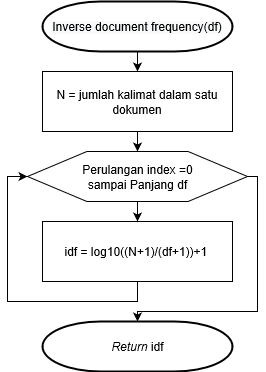 Inverse document frequency(df)
N = jumlah kalimat dalam satu
dokumen
Perulangan index =0
sampai Panjang df
idf = log10((N+1)/(df+1))+1
Return idf